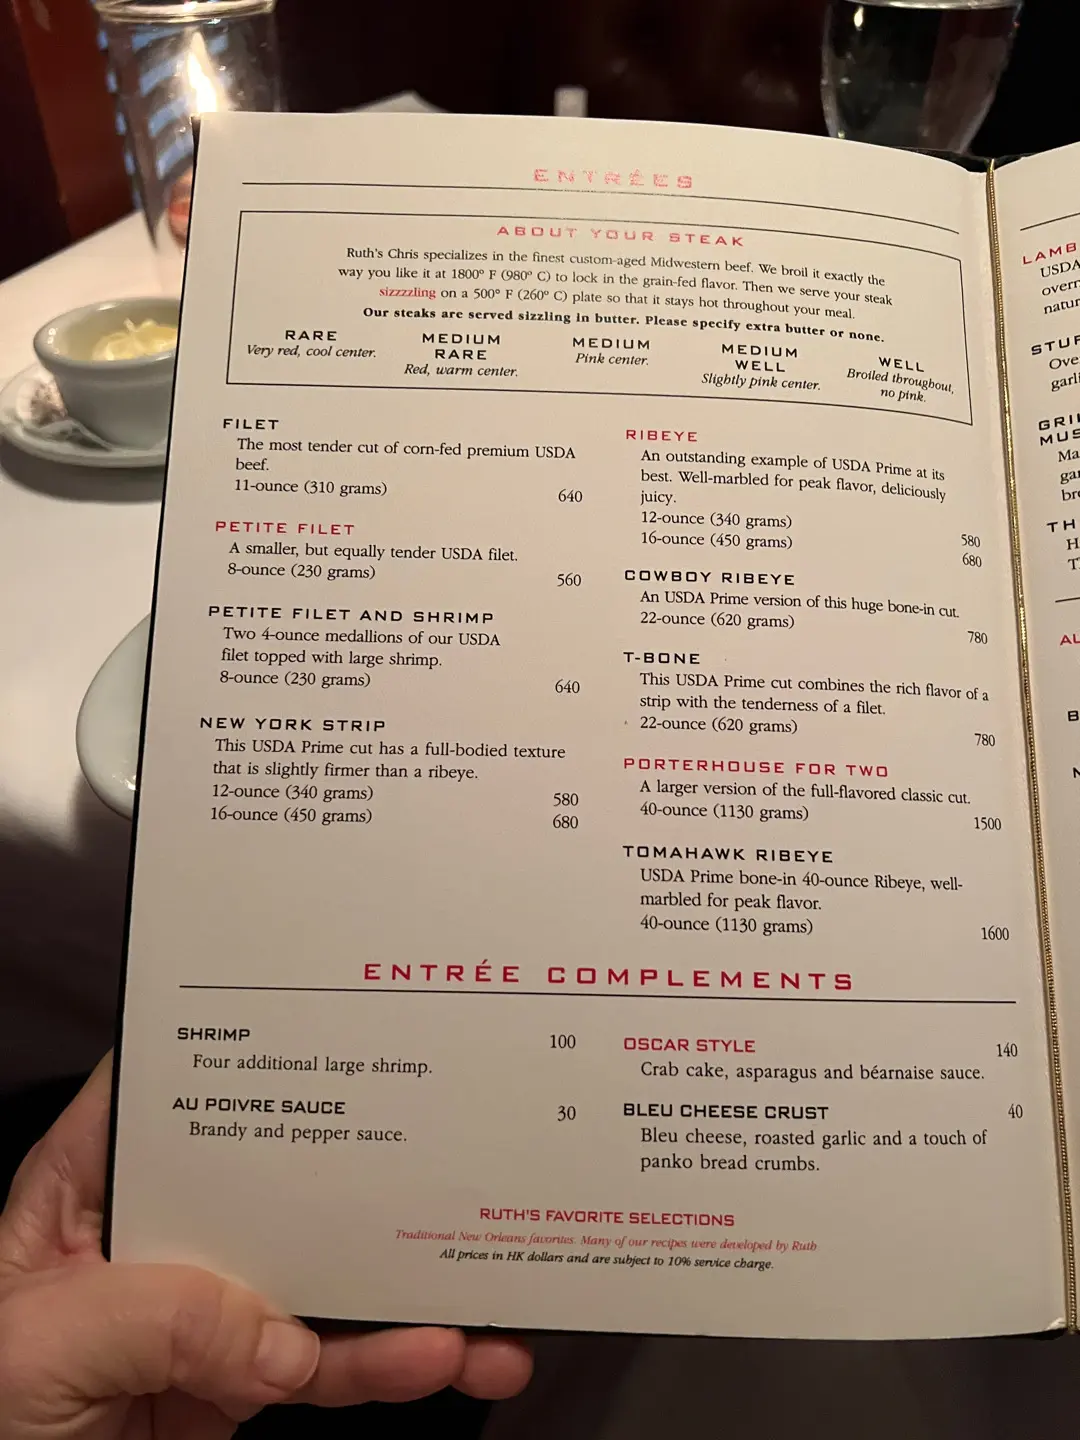 ENTRÉES
ABOUT YOUR STEAK
Ruth's Chris specializes in the finest custom-aged Midwestern beef. We broil it exactly the
way you like it at 1800° F (980° C) to lock in the grain-fed flavor. Then we serve your steak
sizzzzling on a 500° F (260° C) plate so that it stays hot throughout your meal.
Our steaks are served sizzling in butter. Please specify extra butter or none.
RARE
Very red, cool center.
MEDIUM
RARE
Red, warm center.
MEDIUM
Pink center.
MEDIUM
WELL
Slightly pink center.
WELL
Broiled throughout,
no pink.
FILET
The most tender cut of corn-fed premium USDA
beef.
11-ounce (310 grams) 640
PETITE FILET
A smaller, but equally tender USDA filet.
8-ounce (230 grams) 560
PETITE FILET AND SHRIMP
Two 4-ounce medallions of our USDA
filet topped with large shrimp.
8-ounce (230 grams) 640
NEW YORK STRIP
This USDA Prime cut has a full-bodied texture
that is slightly firmer than a ribeye.
12-ounce (340 grams) 580
16-ounce (450 grams) 680
RIBEYE
An outstanding example of USDA Prime at its
best. Well-marbled for peak flavor, deliciously
juicy.
12-ounce (340 grams) 580
16-ounce (450 grams) 680
COWBOY RIBEYE
An USDA Prime version of this huge bone-in cut.
22-ounce (620 grams) 780
T-BONE
This USDA Prime cut combines the rich flavor of a
strip with the tenderness of a filet.
22-ounce (620 grams) 780
PORTERHOUSE FOR TWO
A larger version of the full-flavored classic cut.
40-ounce (1130 grams) 1500
TOMAHAWK RIBEYE
USDA Prime bone-in 40-ounce Ribeye, well-
marbled for peak flavor.
40-ounce (1130 grams) 1600
ENTRÉE COMPLEMENTS
SHRIMP 100
Four additional large shrimp.
AU POIVRE SAUCE 30
Brandy and pepper sauce.
OSCAR STYLE 140
Crab cake, asparagus and béarnaise sauce.
BLEU CHEESE CRUST 40
Bleu cheese, roasted garlic and a touch of
panko bread crumbs.
RUTH'S FAVORITE SELECTIONS
Traditional New Orleans favorites. Many of our recipes were developed by Ruth
All prices in HK dollars and are subject to 10% service charge.
LAMB
USDA